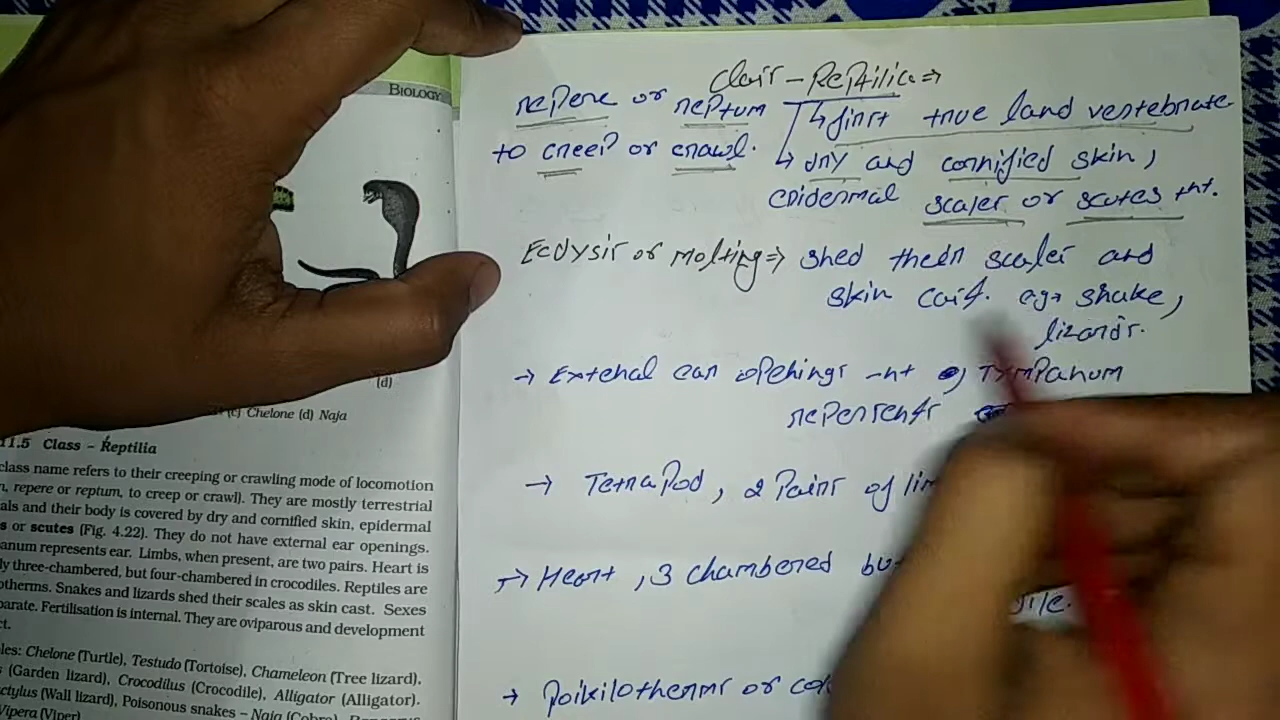 BIOLOGY
(d)
(c) Chelone (d) Naja
11.5 Class – Reptilia
class name refers to their creeping or crawling mode of locomotion
n, repere or reptum, to creep or crawl). They are mostly terrestrial
als and their body is covered by dry and cornified skin, epidermal
s or scutes (Fig. 4.22). They do not have external ear openings.
anum represents ear. Limbs, when present, are two pairs. Heart is
ly three-chambered, but four-chambered in crocodiles. Reptiles are
otherms. Snakes and lizards shed their scales as skin cast. Sexes
parate. Fertilisation is internal. They are oviparous and development
ct.
les: Chelone (Turtle), Testudo (Tortoise), Chameleon (Tree lizard),
s (Garden lizard), Crocodilus (Crocodile), Alligator (Alligator).
ctylus (Wall lizard), Poisonous snakes – Naja (Cobra),
Vipera (Viper)
Class – Reptilia ⇒
repere or reptum
to creep or crawl.
↳ first true land vertebrate
↳ dry and cornified skin,
epidermal scales or scutes
Ecdysis or Molting ⇒ shed their scales and
skin cast. eg → snake,
lizards.
→ External ear openings Tympanum
represents
→ Tetrapod, 2 Pairs of
→ Heart, 3 chambered
→ Poikilotherms or